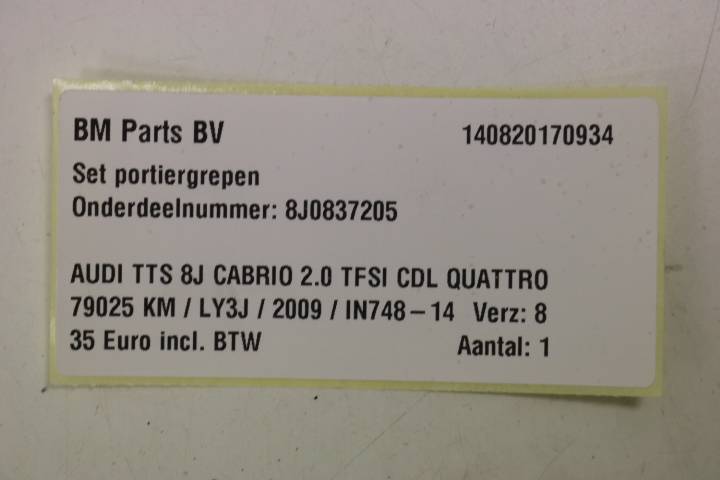 BM Parts BV 140820170934
Set portiergrepen
Onderdeelnummer: 8J0837205
AUDI TTS 8J CABRIO 2.0 TFSI CDL QUATTRO
79025 KM / LY3J / 2009 / IN748-14 Verz: 8
35 Euro incl. BTW Aantal: 1